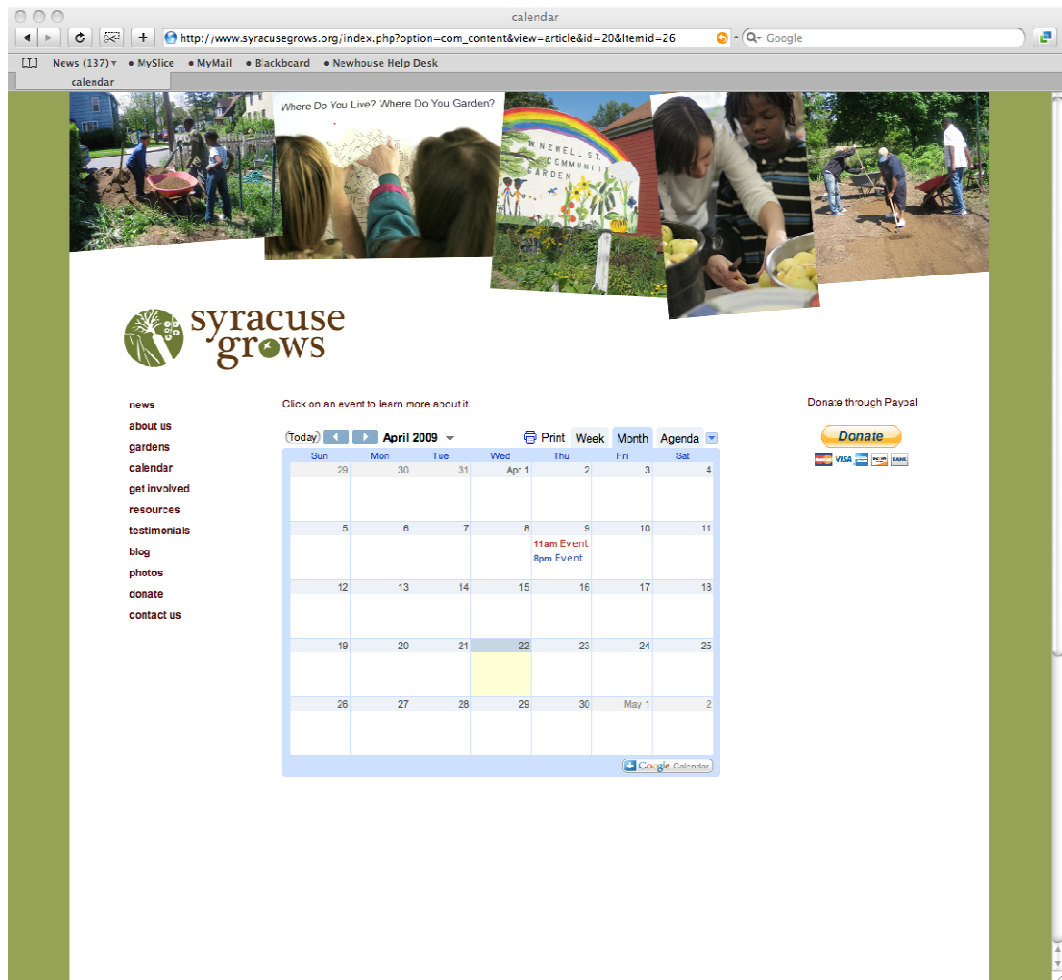 calendar
http://www.syracusegrows.org/index.php?option=com_content&view=article&id=20&Itemid=26
Google
News (137) MySlice MyMail Blackboard Newhouse Help Desk
calendar
Where Do You Live? Where Do You Garden?
NEWELL ST.
COMMUNITY
GARDEN
syracuse
grows
news
about us
gardens
calendar
get involved
resources
testimonials
blog
photos
donate
contact us
Click on an event to learn more about it.
Today April 2009 Print Week Month Agenda
Sun Mon Tue Wed Thu Fri Sat
29 30 31 Apr 1 2 3 4
5 6 7 8 9 10 11
11am Event
8pm Event
12 13 14 15 16 17 18
19 20 21 22 23 24 25
26 27 28 29 30 May 1 2
Google Calendar
Donate through Paypal
Donate
VISA